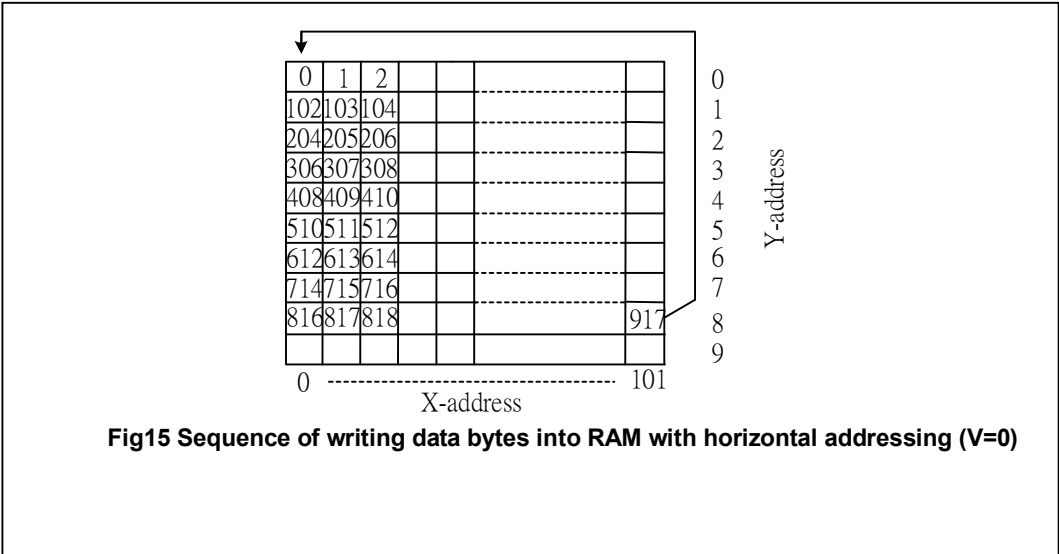 0 1 2 0
102 103 104 1
204 205 206 2
306 307 308 3
408 409 410 4
510 511 512 5
612 613 614 6
714 715 716 7
816 817 818 917 8
9
Y-address
0 101
X-address
Fig15 Sequence of writing data bytes into RAM with horizontal addressing (V=0)